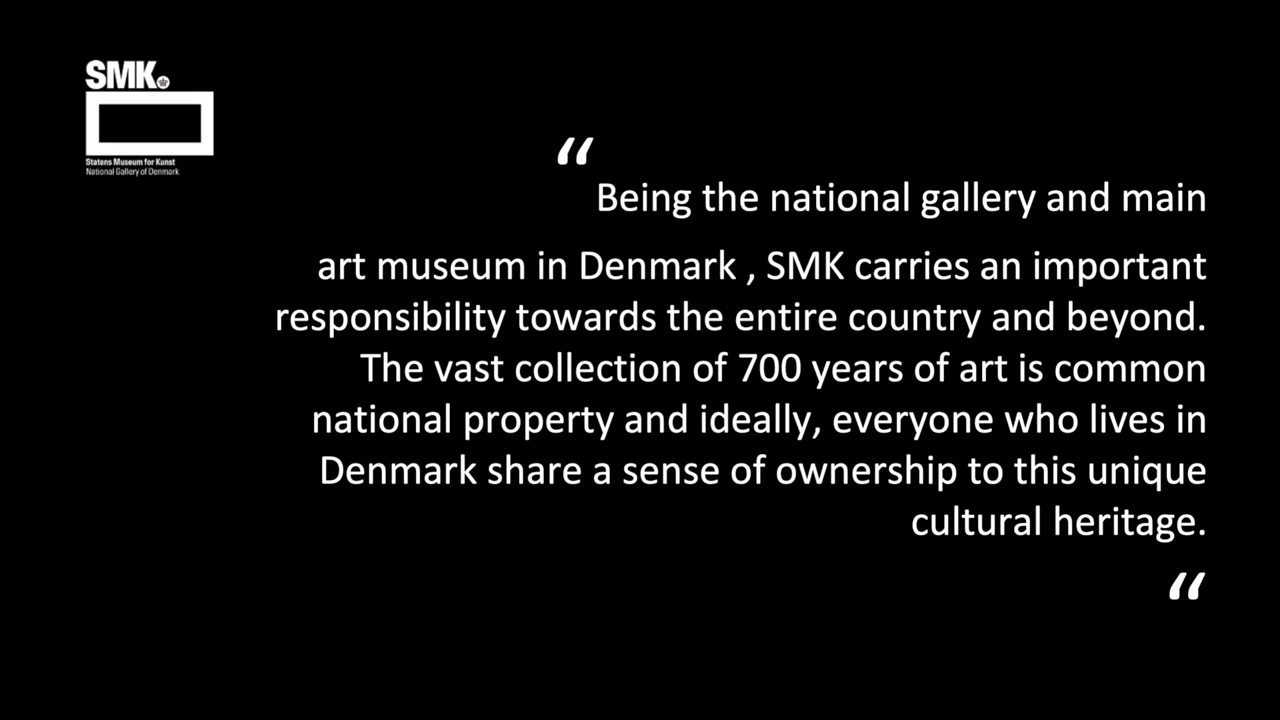 SMK.
Statens Museum for Kunst
National Gallery of Denmark
“
Being the national gallery and main
art museum in Denmark , SMK carries an important
responsibility towards the entire country and beyond.
The vast collection of 700 years of art is common
national property and ideally, everyone who lives in
Denmark share a sense of ownership to this unique
cultural heritage.
“